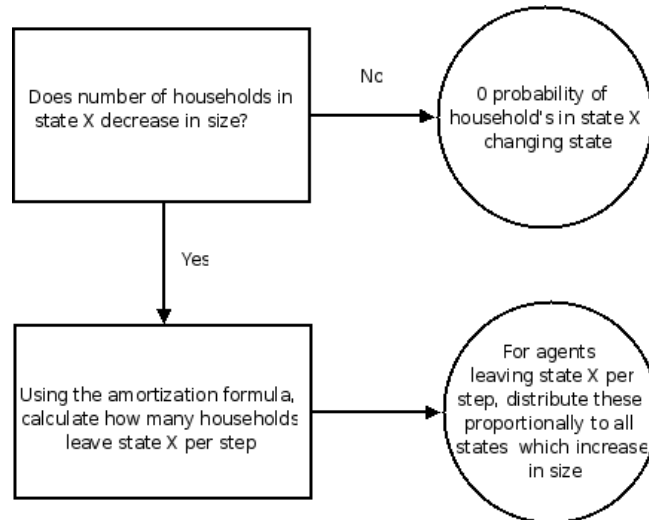 Does number of households in
state X decrease in size?
Nc
0 probability of
household's in state X
changing state
Yes
Using the amortization formula,
calculate how many households
leave state X per step
For agents
leaving state X per
step, distribute these
proportionally to all
states which increase
in size